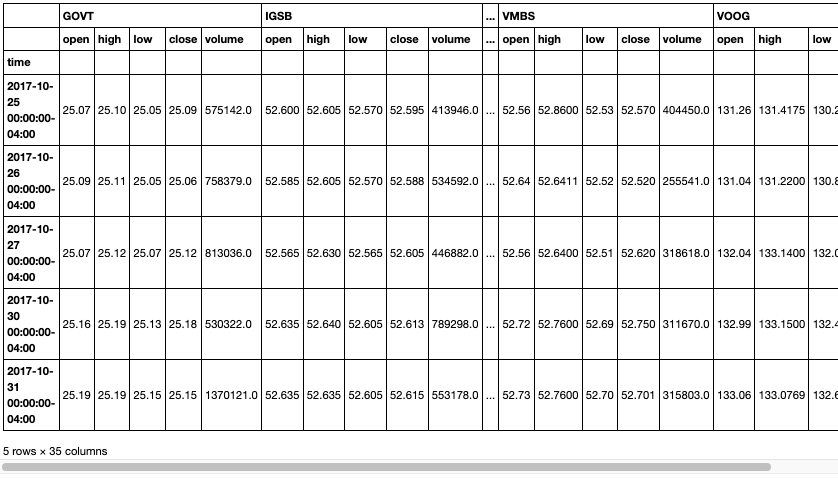 GOVT IGSB ... VMBS VOOG
open high low close volume open high low close volume ... open high low close volume open high low
time
2017-10-
25
00:00:00-
04:00
25.07 25.10 25.05 25.09 575142.0 52.600 52.605 52.570 52.595 413946.0 ... 52.56 52.8600 52.53 52.570 404450.0 131.26 131.4175 130.2
2017-10-
26
00:00:00-
04:00
25.09 25.11 25.05 25.06 758379.0 52.585 52.605 52.570 52.588 534592.0 ... 52.64 52.6411 52.52 52.520 255541.0 131.04 131.2200 130.8
2017-10-
27
00:00:00-
04:00
25.07 25.12 25.07 25.12 813036.0 52.565 52.630 52.565 52.605 446882.0 ... 52.56 52.6400 52.51 52.620 318618.0 132.04 133.1400 132.0
2017-10-
30
00:00:00-
04:00
25.16 25.19 25.13 25.18 530322.0 52.635 52.640 52.605 52.613 789298.0 ... 52.72 52.7600 52.69 52.750 311670.0 132.99 133.1500 132.4
2017-10-
31
00:00:00-
04:00
25.19 25.19 25.15 25.15 1370121.0 52.635 52.635 52.605 52.615 553178.0 ... 52.73 52.7600 52.70 52.701 315803.0 133.06 133.0769 132.6
5 rows × 35 columns